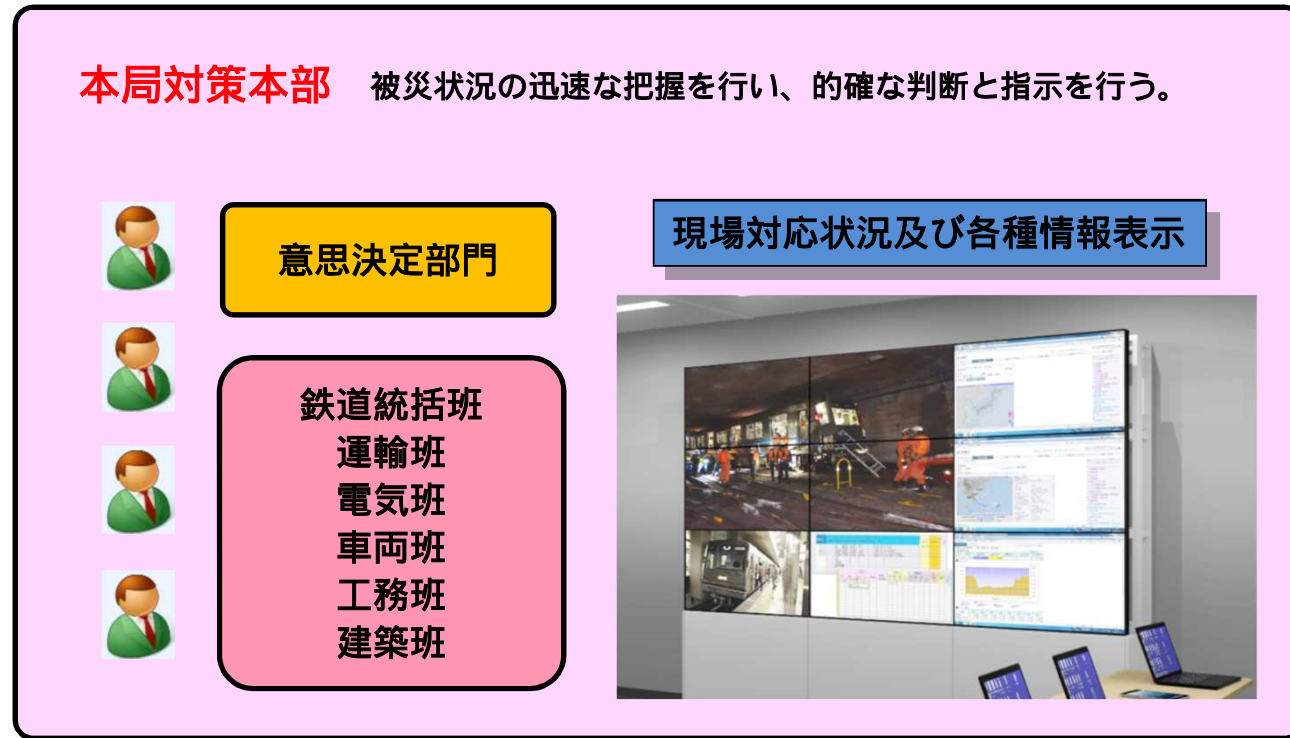 本局対策本部 被災状況の迅速な把握を行い、的確な判断と指示を行う。
意思決定部門
現場対応状況及び各種情報表示
鉄道統括班
運輸班
電気班
車両班
工務班
建築班